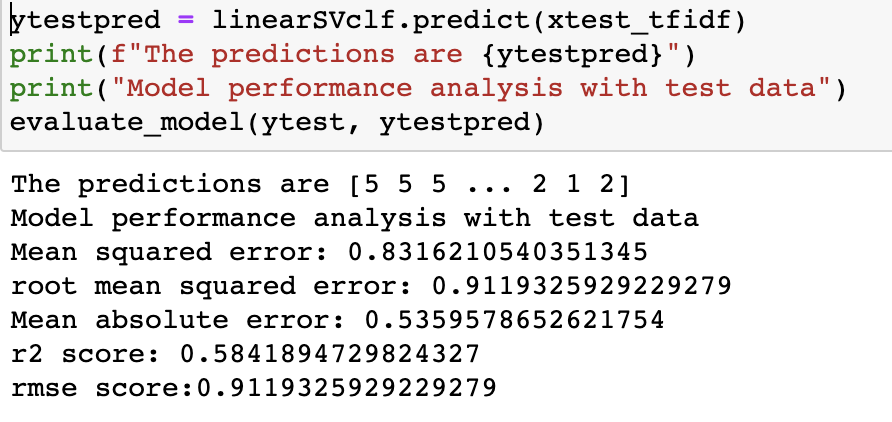 ytestpred = linearSVclf.predict(xtest_tfidf)
print(f"The predictions are {ytestpred}")
print("Model performance analysis with test data")
evaluate_model(ytest, ytestpred)
The predictions are [5 5 5 ... 2 1 2]
Model performance analysis with test data
Mean squared error: 0.8316210540351345
root mean squared error: 0.9119325929229279
Mean absolute error: 0.5359578652621754
r2 score: 0.5841894729824327
rmse score:0.9119325929229279